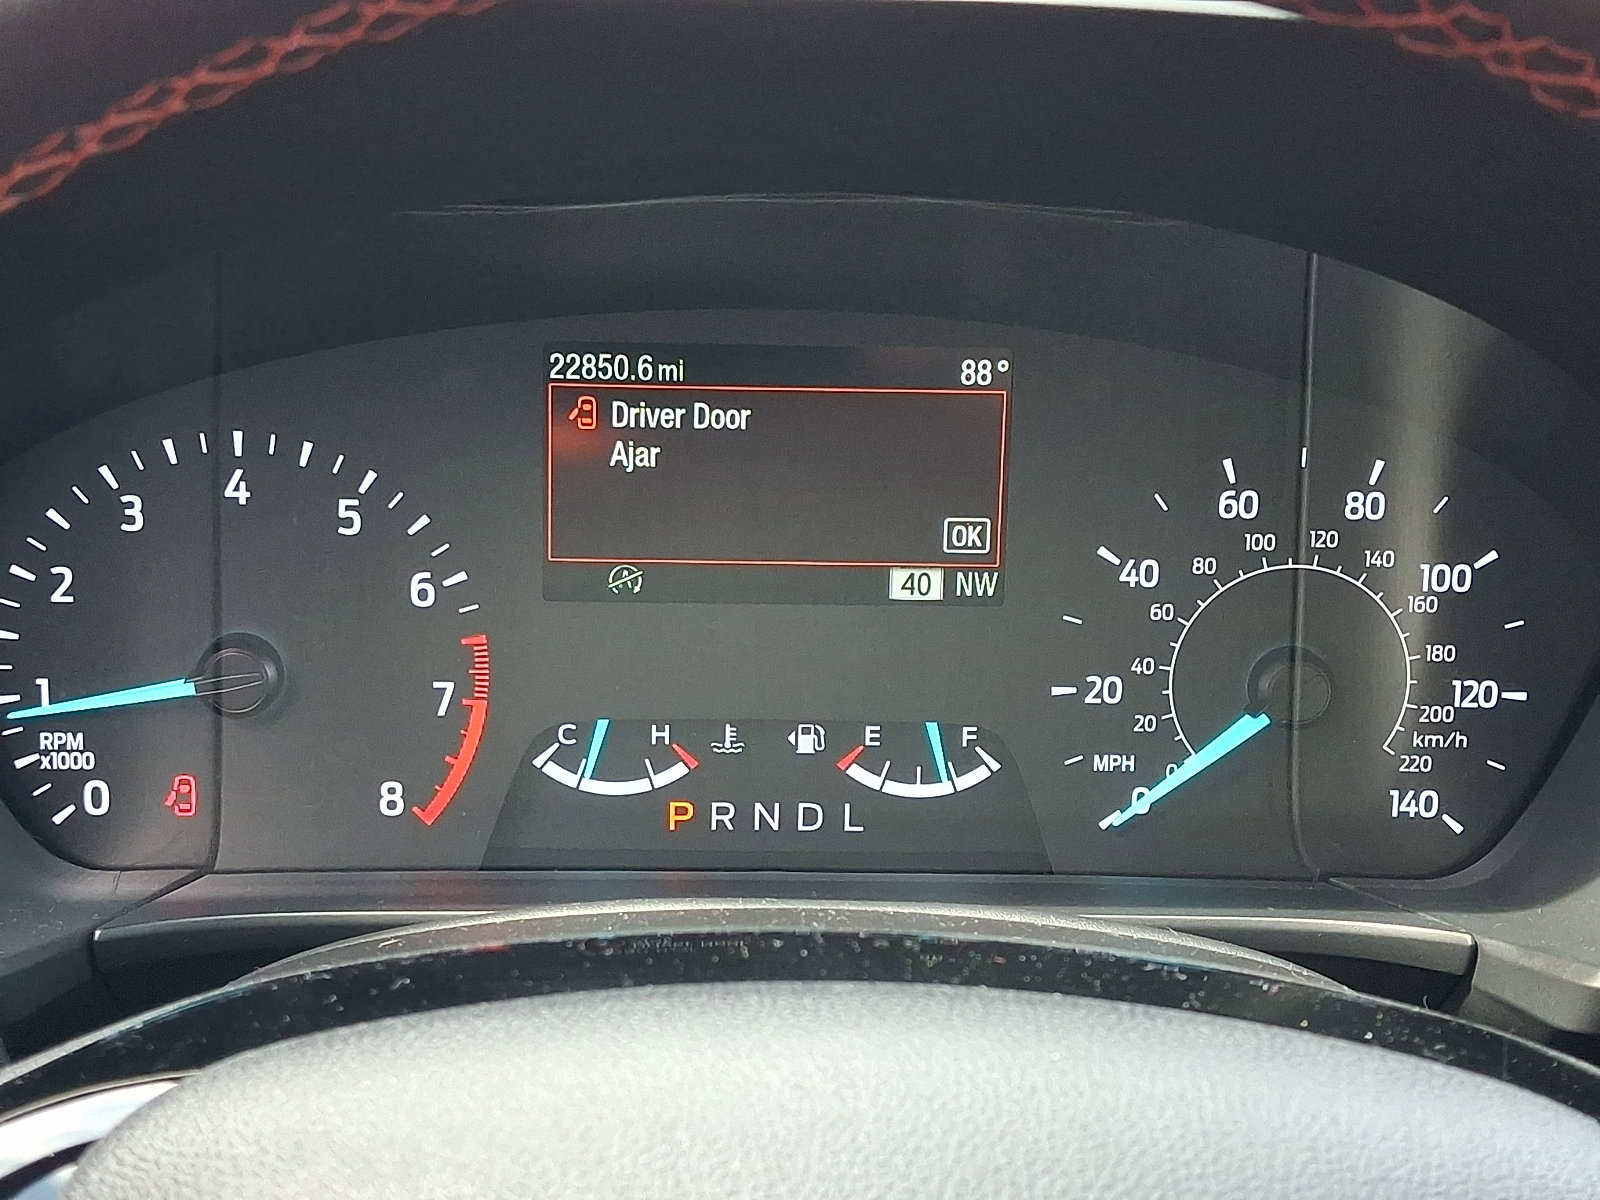 22850.6 mi 88°
Driver Door
Ajar
OK
40 NW
0 1 2 3 4 5 6 7 8
RPM
x1000
C H E F
P R N D L
0 20 40 60 80 100 120 140
MPH
0 20 40 60 80 100 120 140 160 180 200 220
km/h